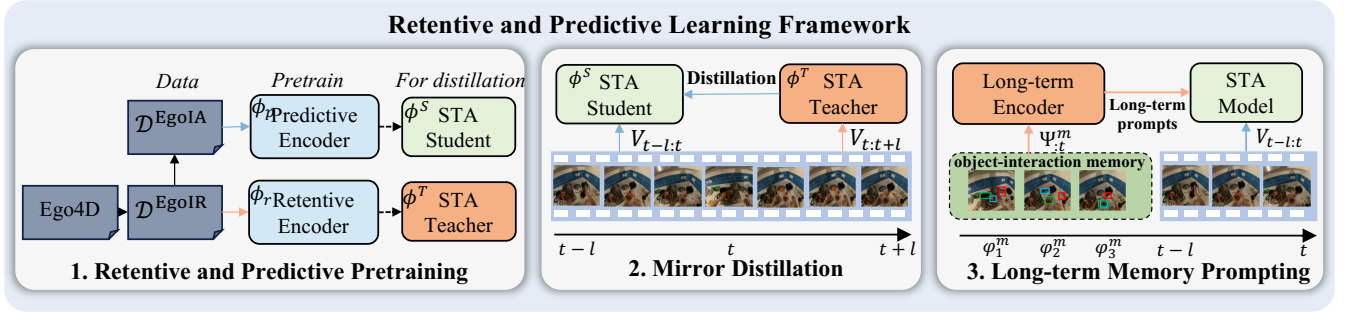 Retentive and Predictive Learning Framework
Data
Pretrain
For distillation
𝒟^EgoIA
ϕ_p Predictive
Encoder
ϕ^S STA
Student
Ego4D
𝒟^EgoIR
ϕ_r Retentive
Encoder
ϕ^T STA
Teacher
1. Retentive and Predictive Pretraining
ϕ^S STA
Student
Distillation
ϕ^T STA
Teacher
V_{t−l:t}
V_{t:t+l}
t − l
t
t + l
2. Mirror Distillation
Long-term
Encoder
Long-term
prompts
STA
Model
Ψ^m_{:t}
V_{t−l:t}
object-interaction memory
φ^m_1
φ^m_2
φ^m_3
t − l
t
3. Long-term Memory Prompting